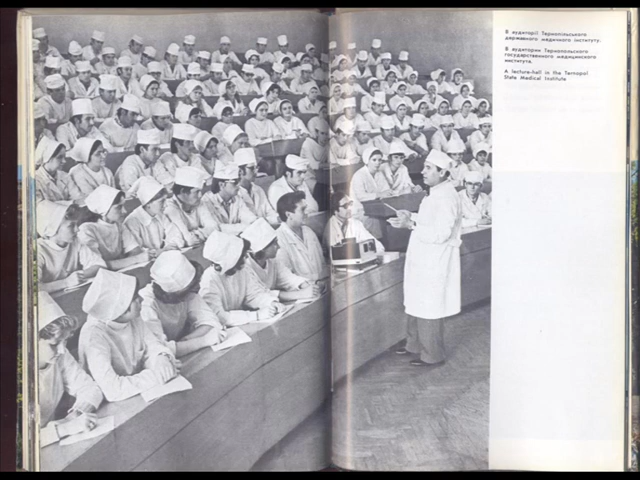 В аудиторії Тернопільського
державного медичного інституту.
В аудитории Тернопольского
государственного медицинского
института.
A lecture-hall in the Ternopol
State Medical Institute